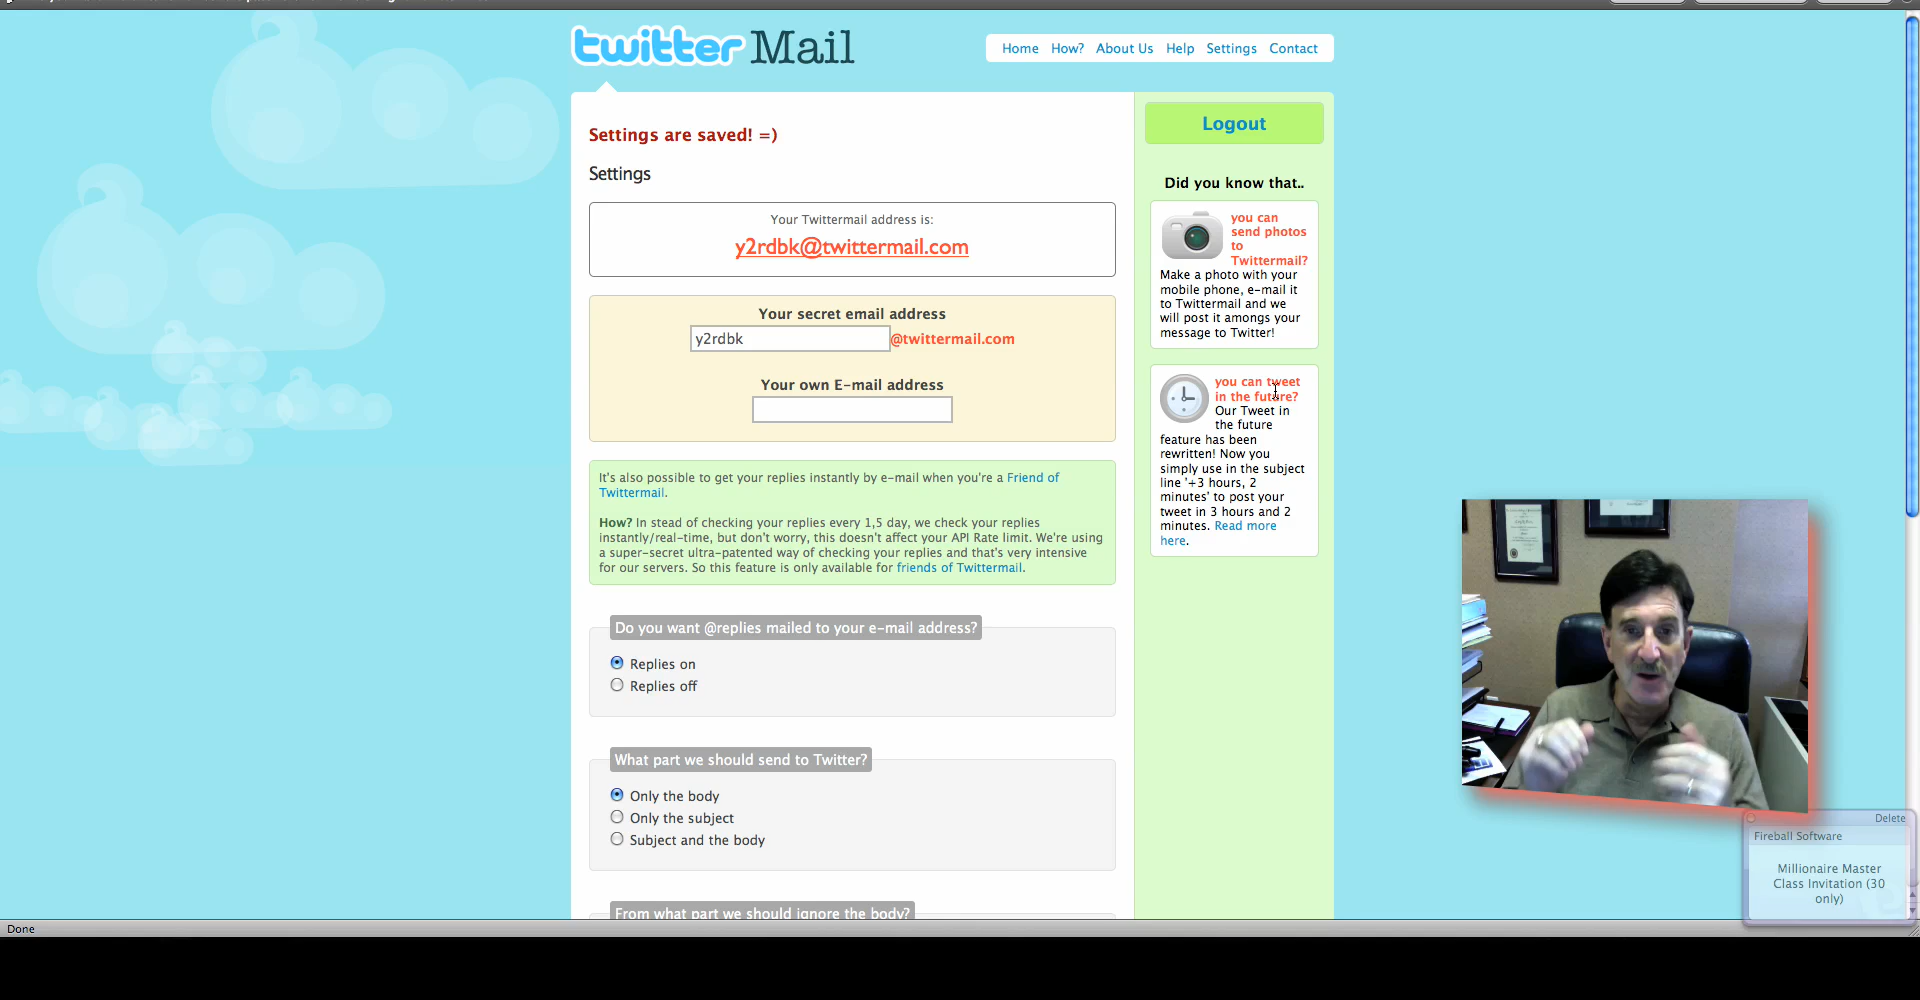 twitter Mail
Home How? About Us Help Settings Contact
Settings are saved! =)
Settings
Your Twittermail address is:
y2rdbk@twittermail.com
Your secret email address
y2rdbk @twittermail.com
Your own E-mail address
It's also possible to get your replies instantly by e-mail when you're a Friend of
Twittermail.
How? In stead of checking your replies every 1,5 day, we check your replies
instantly/real-time, but don't worry, this doesn't affect your API Rate limit. We're using
a super-secret ultra-patented way of checking your replies and that's very intensive
for our servers. So this feature is only available for friends of Twittermail.
Do you want @replies mailed to your e-mail address?
Replies on
Replies off
What part we should send to Twitter?
Only the body
Only the subject
Subject and the body
From what part we should ignore the body?
Logout
Did you know that..
you can
send photos
to
Twittermail?
Make a photo with your
mobile phone, e-mail it
to Twittermail and we
will post it amongs your
message to Twitter!
you can tweet
in the future?
Our Tweet in
the future
feature has been
rewritten! Now you
simply use in the subject
line '+3 hours, 2
minutes' to post your
tweet in 3 hours and 2
minutes. Read more
here.
Delete
Fireball Software
Millionaire Master
Class Invitation (30
only)
Done